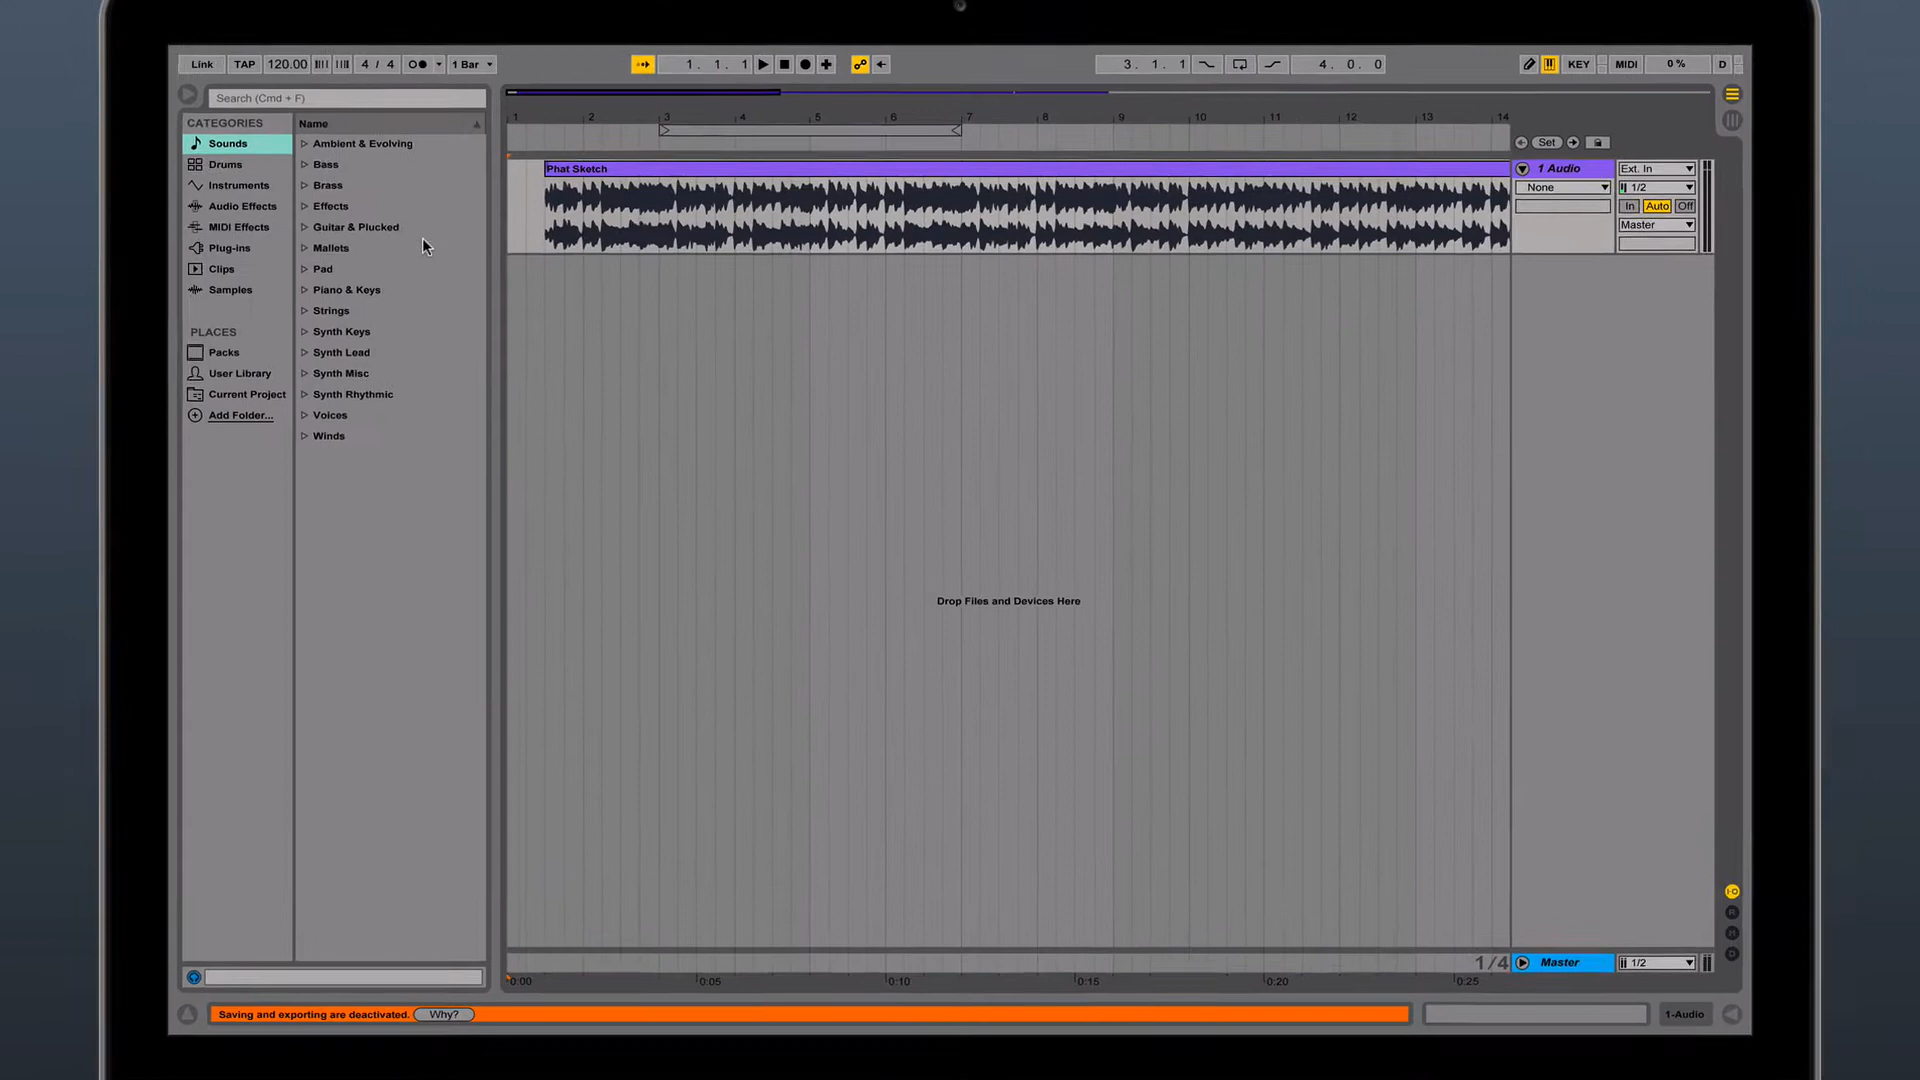 Link TAP 120.00 4 / 4 1 Bar 1. 1. 1 3. 1. 1 4. 0. 0 KEY MIDI 0 % D
Search (Cmd + F)
CATEGORIES
Sounds
Drums
Instruments
Audio Effects
MIDI Effects
Plug-ins
Clips
Samples
PLACES
Packs
User Library
Current Project
Add Folder...
Name
Ambient & Evolving
Bass
Brass
Effects
Guitar & Plucked
Mallets
Pad
Piano & Keys
Strings
Synth Keys
Synth Lead
Synth Misc
Synth Rhythmic
Voices
Winds
1 2 3 4 5 6 7 8 9 10 11 12 13 14
Set
Phat Sketch
1 Audio
None
Ext. In
1/2
In Auto Off
Master
Drop Files and Devices Here
I·O
R
M
D
1/4
Master
1/2
0:00 0:05 0:10 0:15 0:20 0:25
Saving and exporting are deactivated. Why?
1-Audio